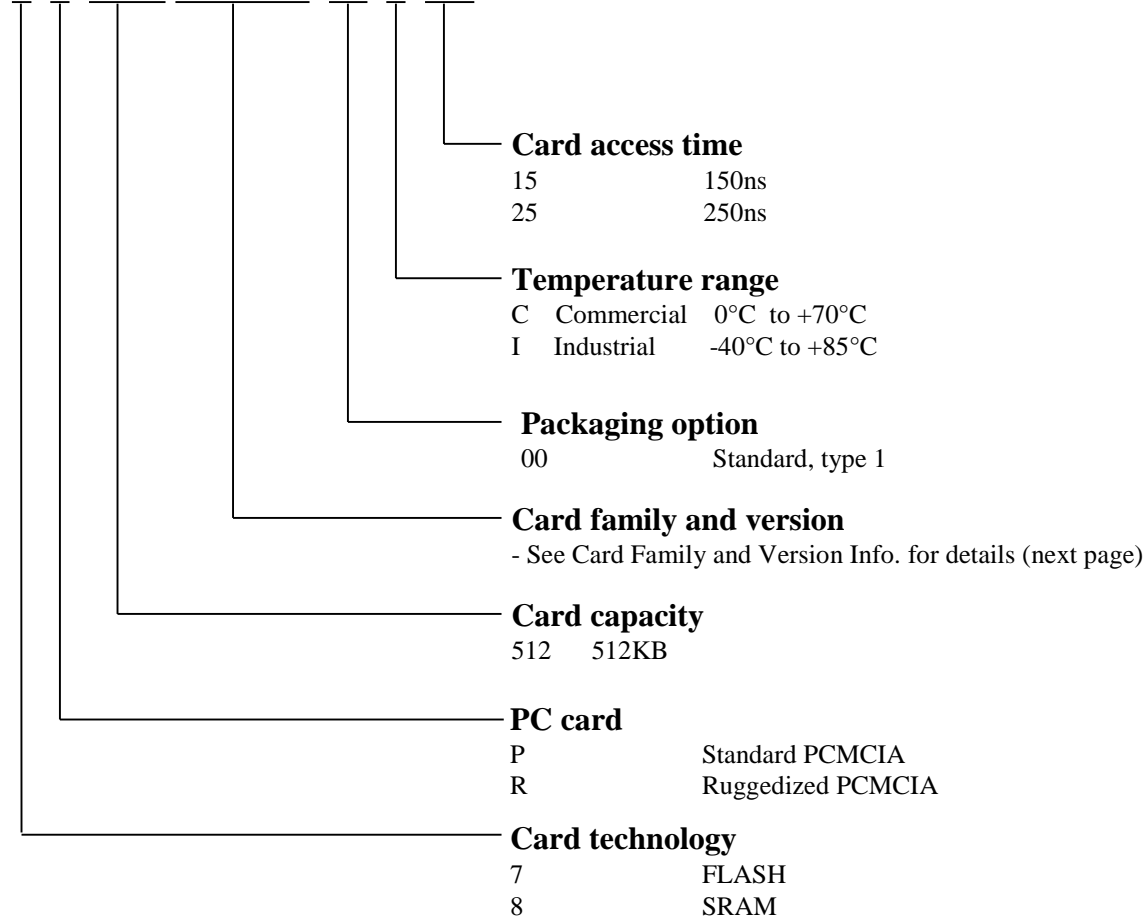 Card access time
15 150ns
25 250ns
Temperature range
C Commercial 0°C to +70°C
I Industrial -40°C to +85°C
Packaging option
00 Standard, type 1
Card family and version
- See Card Family and Version Info. for details (next page)
Card capacity
512 512KB
PC card
P Standard PCMCIA
R Ruggedized PCMCIA
Card technology
7 FLASH
8 SRAM